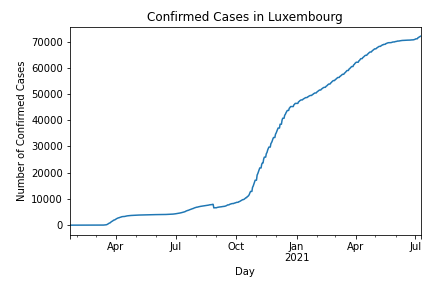 Confirmed Cases in Luxembourg
Number of Confirmed Cases
70000
60000
50000
40000
30000
20000
10000
0
Apr Jul Oct Jan Apr Jul
2021
Day